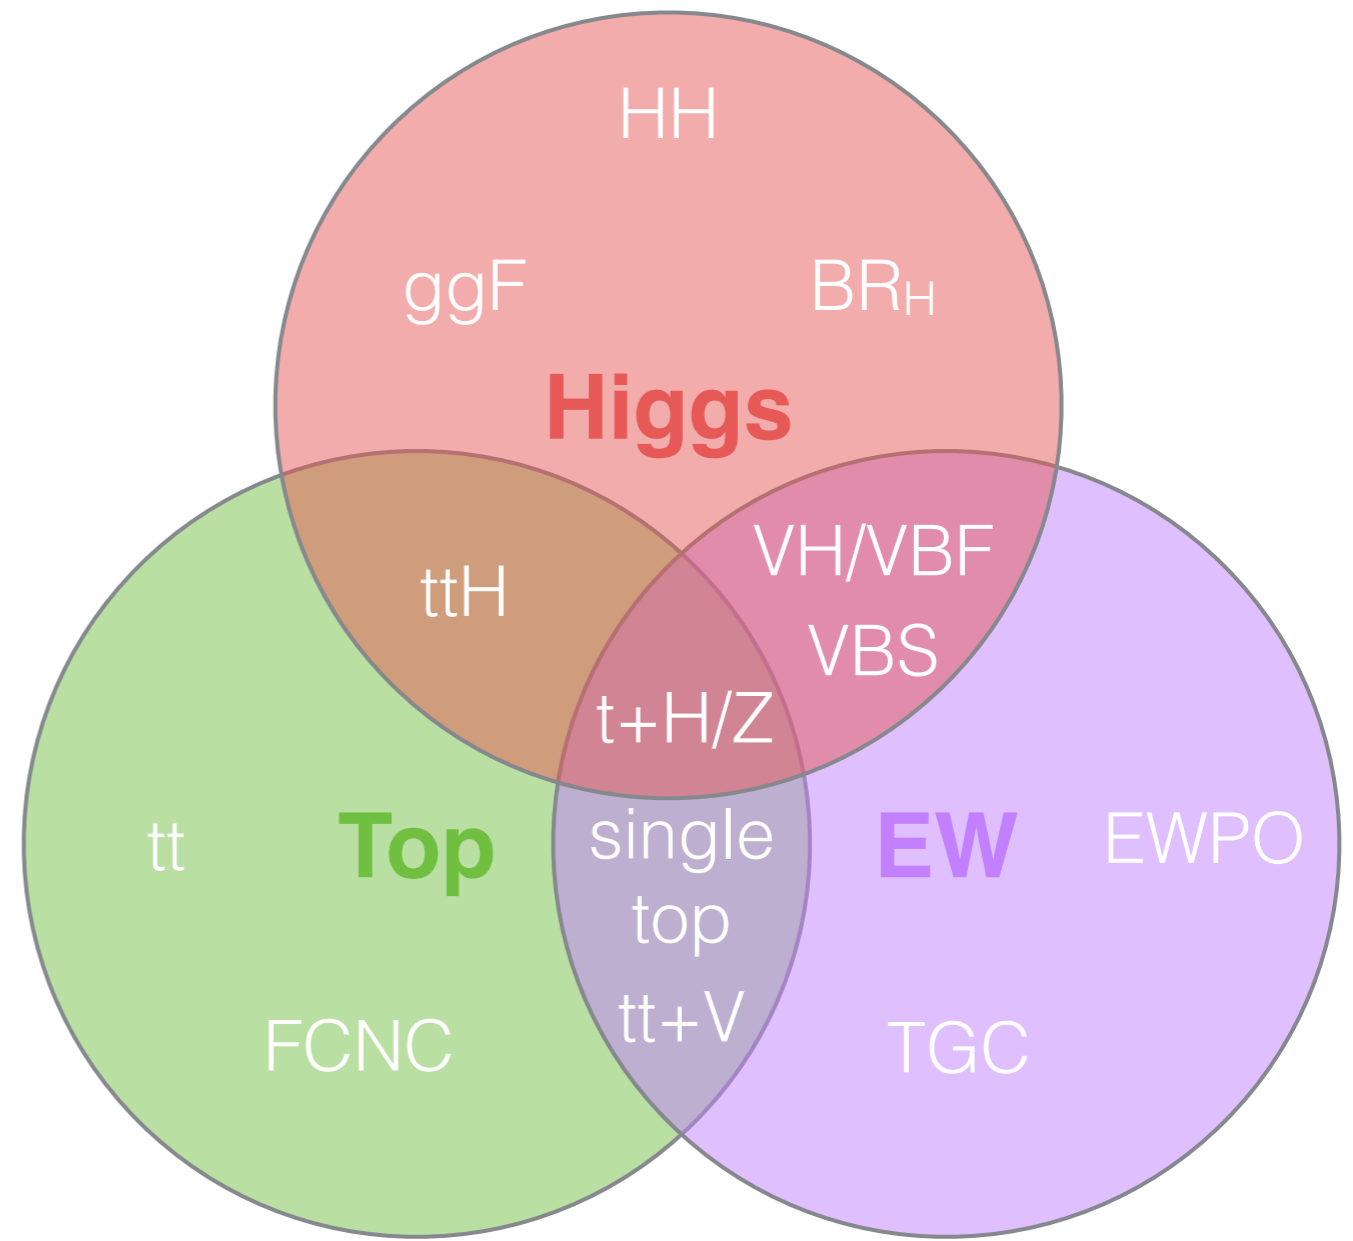 HH
ggF
BRH
Higgs
VH/VBF
ttH
VBS
t+H/Z
single
top
tt+V
tt
Top
EW
EWPO
FCNC
TGC